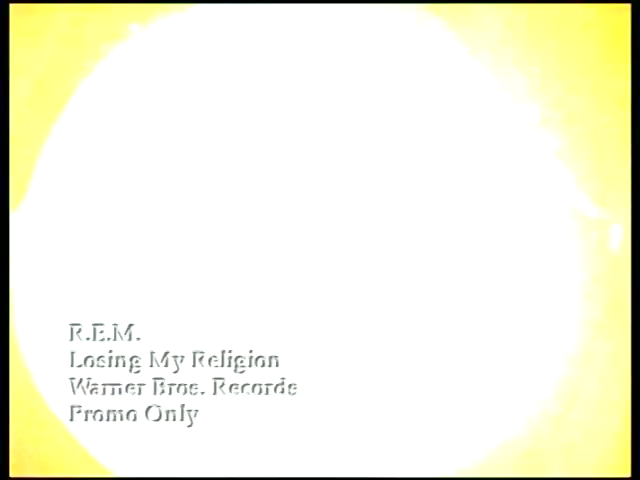 R.E.M.
Losing My Religion
Warner Bros. Records
Promo Only